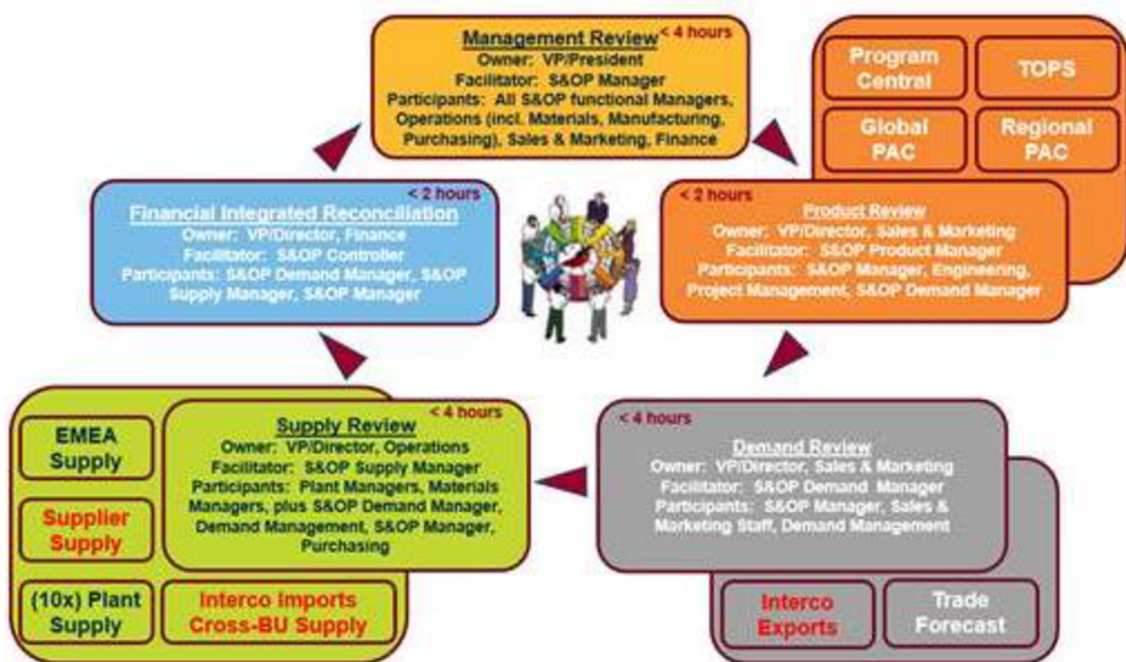 < 4 hours
Management Review
Owner: VP/President
Facilitator: S&OP Manager
Participants: All S&OP functional Managers,
Operations (incl. Materials, Manufacturing,
Purchasing), Sales & Marketing, Finance
Program
Central
TOPS
Global
PAC
Regional
PAC
< 2 hours
Product Review
Owner: VP/Director, Sales & Marketing
Facilitator: S&OP Product Manager
Participants: S&OP Manager, Engineering,
Project Management, S&OP Demand Manager
< 4 hours
Demand Review
Owner: VP/Director, Sales & Marketing
Facilitator: S&OP Demand Manager
Participants: S&OP Manager, Sales &
Marketing Staff, Demand Management
Interco
Exports
Trade
Forecast
< 4 hours
Supply Review
Owner: VP/Director, Operations
Facilitator: S&OP Supply Manager
Participants: Plant Managers, Materials
Managers, plus S&OP Demand Manager,
Demand Management, S&OP Manager,
Purchasing
EMEA
Supply
Supplier
Supply
(10x) Plant
Supply
Interco Imports
Cross-BU Supply
< 2 hours
Financial Integrated Reconciliation
Owner: VP/Director, Finance
Facilitator: S&OP Controller
Participants: S&OP Demand Manager, S&OP
Supply Manager, S&OP Manager